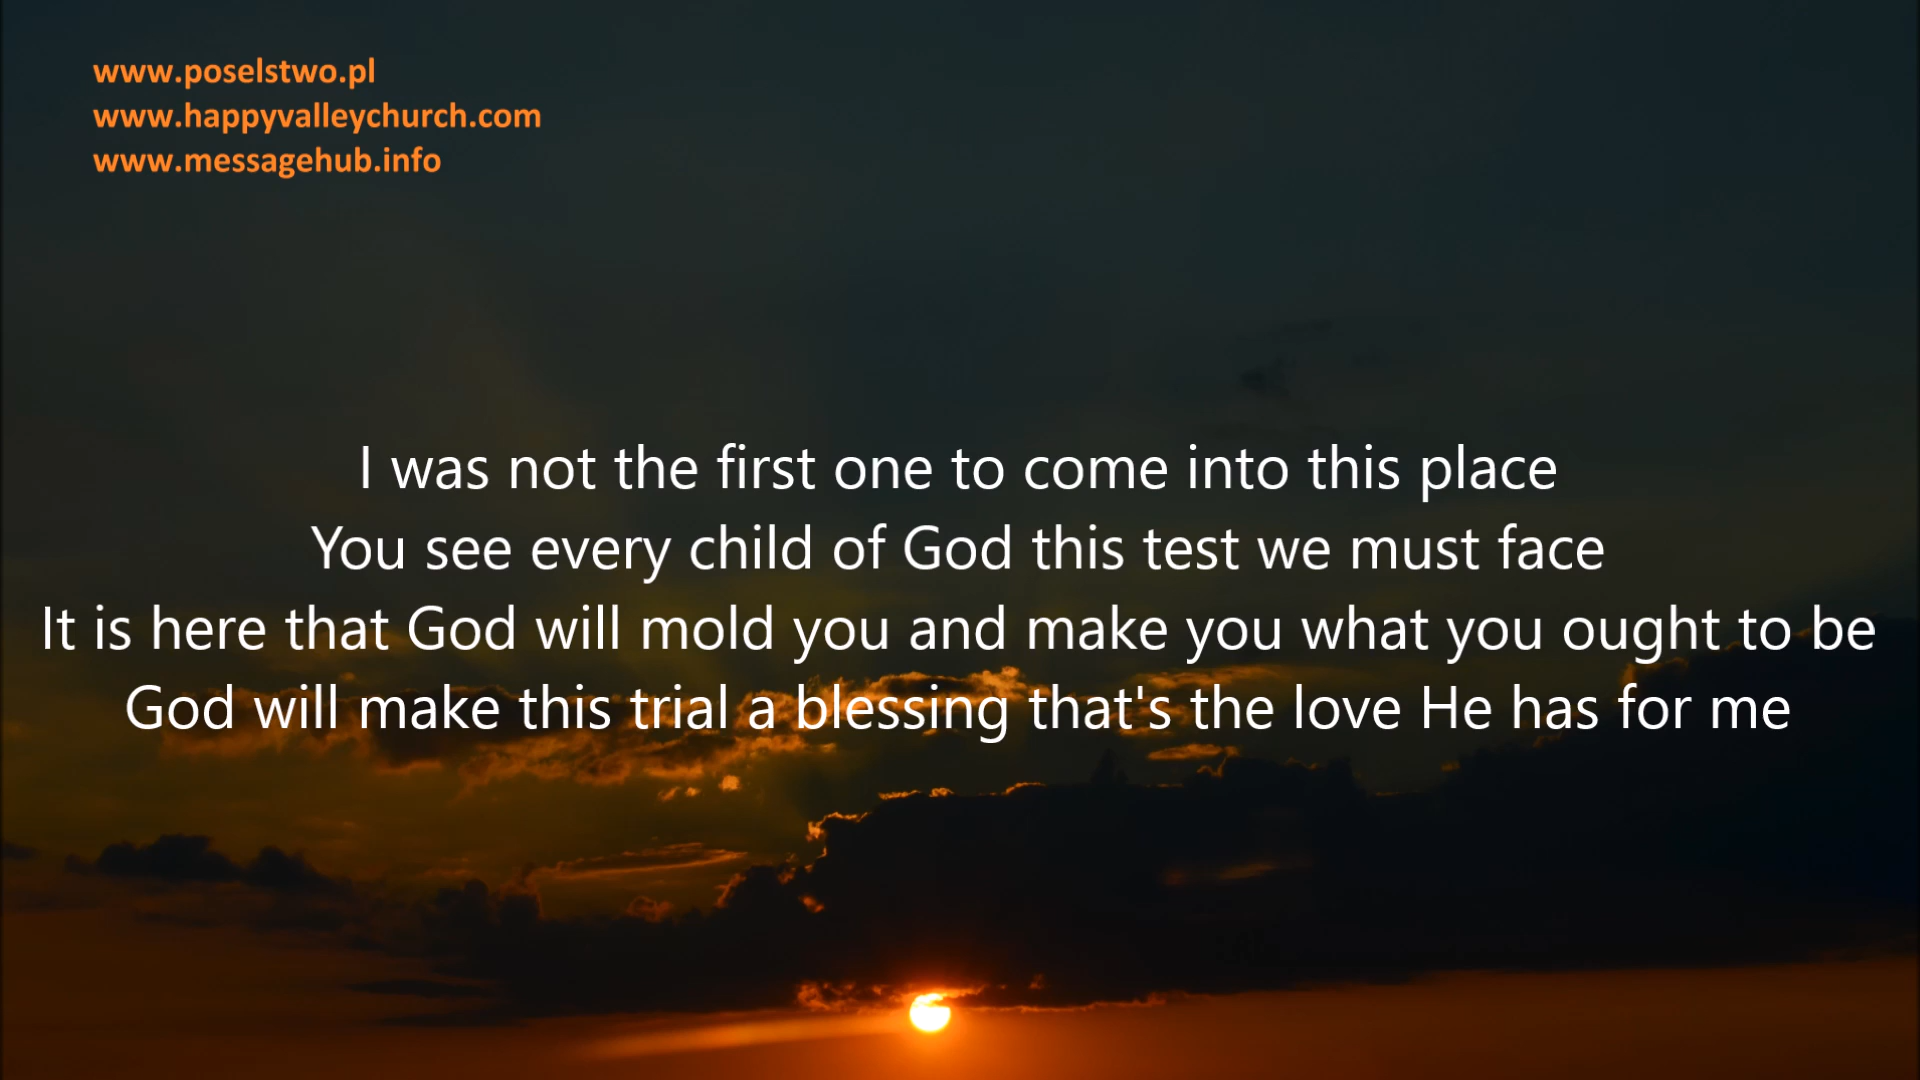 www.poselstwo.pl
www.happyvalleychurch.com
www.messagehub.info
I was not the first one to come into this place
You see every child of God this test we must face
It is here that God will mold you and make you what you ought to be
God will make this trial a blessing that's the love He has for me